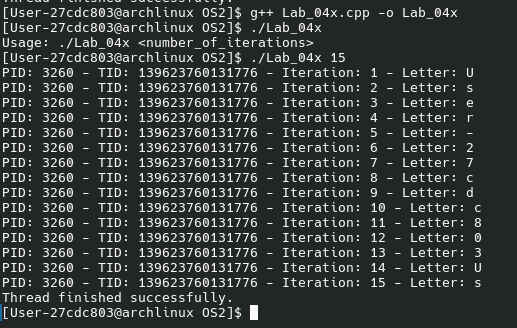 Thread finished successfully.
[User-27cdc803@archlinux OS2]$ g++ Lab_04x.cpp -o Lab_04x
[User-27cdc803@archlinux OS2]$ ./Lab_04x
Usage: ./Lab_04x <number_of_iterations>
[User-27cdc803@archlinux OS2]$ ./Lab_04x 15
PID: 3260 - TID: 139623760131776 - Iteration: 1 - Letter: U
PID: 3260 - TID: 139623760131776 - Iteration: 2 - Letter: s
PID: 3260 - TID: 139623760131776 - Iteration: 3 - Letter: e
PID: 3260 - TID: 139623760131776 - Iteration: 4 - Letter: r
PID: 3260 - TID: 139623760131776 - Iteration: 5 - Letter: -
PID: 3260 - TID: 139623760131776 - Iteration: 6 - Letter: 2
PID: 3260 - TID: 139623760131776 - Iteration: 7 - Letter: 7
PID: 3260 - TID: 139623760131776 - Iteration: 8 - Letter: c
PID: 3260 - TID: 139623760131776 - Iteration: 9 - Letter: d
PID: 3260 - TID: 139623760131776 - Iteration: 10 - Letter: c
PID: 3260 - TID: 139623760131776 - Iteration: 11 - Letter: 8
PID: 3260 - TID: 139623760131776 - Iteration: 12 - Letter: 0
PID: 3260 - TID: 139623760131776 - Iteration: 13 - Letter: 3
PID: 3260 - TID: 139623760131776 - Iteration: 14 - Letter: U
PID: 3260 - TID: 139623760131776 - Iteration: 15 - Letter: s
Thread finished successfully.
[User-27cdc803@archlinux OS2]$